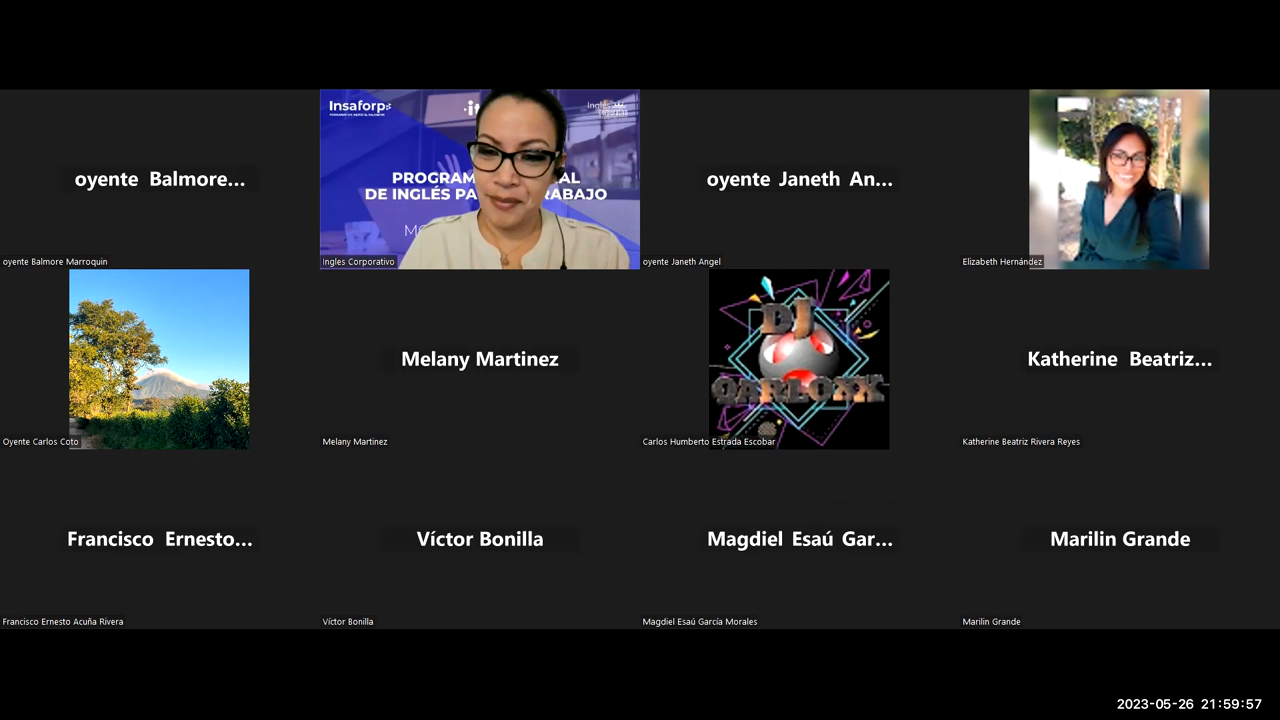 oyente Balmore...
oyente Balmore Marroquin
Insaforp
PROGRAM AL
DE INGLÉS PA RABAJO
Ingles Corporativo
oyente Janeth An...
oyente Janeth Angel
Elizabeth Hernández
Oyente Carlos Coto
Melany Martinez
Melany Martinez
DJ
QARLOXX
Carlos Humberto Estrada Escobar
Katherine Beatriz...
Katherine Beatriz Rivera Reyes
Francisco Ernesto...
Francisco Ernesto Acuña Rivera
Víctor Bonilla
Víctor Bonilla
Magdiel Esaú Gar...
Magdiel Esaú García Morales
Marilin Grande
Marilin Grande
2023-05-26 21:59:57